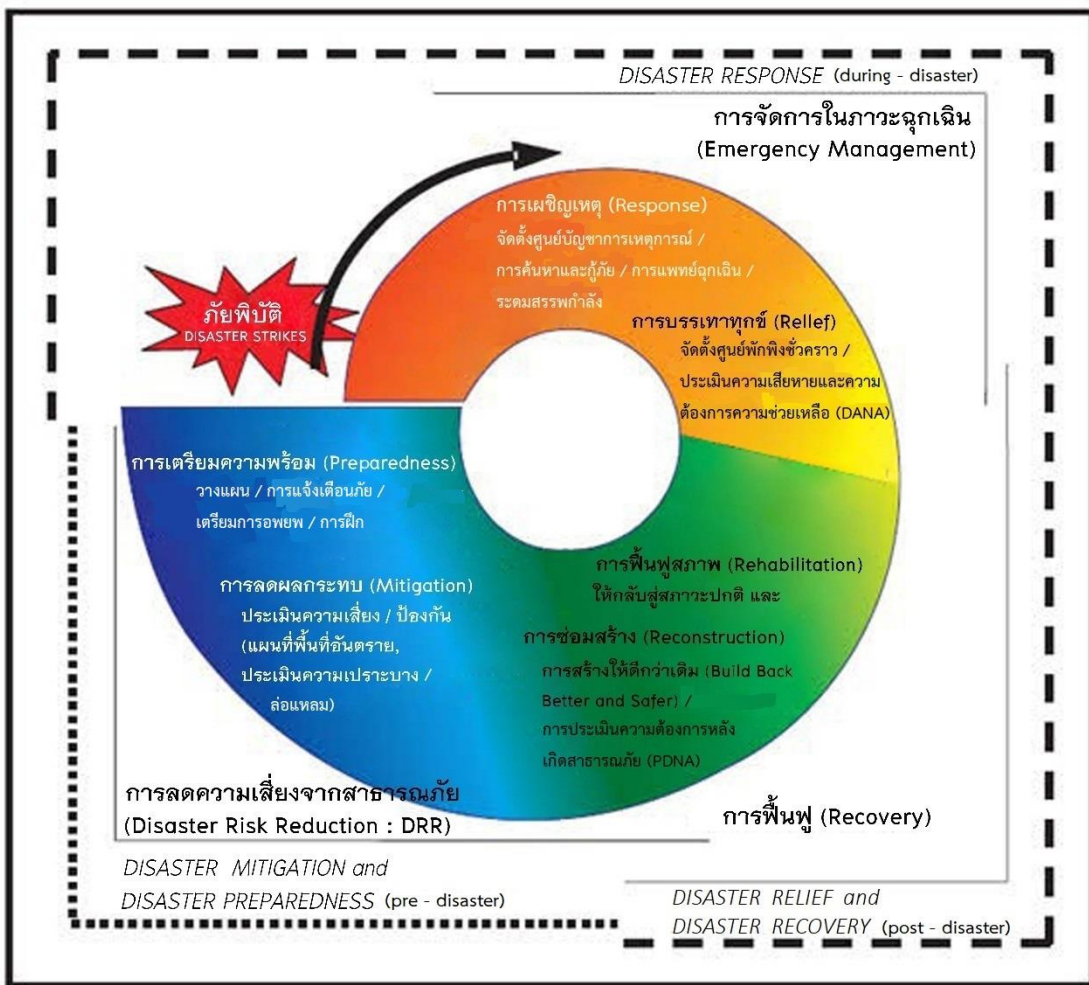 DISASTER RESPONSE (during - disaster)
การจัดการในภาวะฉุกเฉิน
(Emergency Management)
การเผชิญเหตุ (Response)
จัดตั้งศูนย์บัญชาการเหตุการณ์ /
การค้นหาและกู้ภัย / การแพทย์ฉุกเฉิน /
ระดมสรรพกำลัง
ภัยพิบัติ
DISASTER STRIKES
การบรรเทาทุกข์ (Rellef)
จัดตั้งศูนย์พักพิงชั่วคราว /
ประเมินความเสียหายและความ
ต้องการความช่วยเหลือ (DANA)
การเตรียมความพร้อม (Preparedness)
วางแผน / การแจ้งเตือนภัย /
เตรียมการอพยพ / การฝึก
การลดผลกระทบ (Mitigation)
ประเมินความเสี่ยง / ป้องกัน
(แผนที่พื้นที่อันตราย,
ประเมินความเปราะบาง /
ล่อแหลม)
การฟื้นฟูสภาพ (Rehabilitation)
ให้กลับสู่สภาวะปกติ และ
การซ่อมสร้าง (Reconstruction)
การสร้างให้ดีกว่าเดิม (Build Back
Better and Safer) /
การประเมินความต้องการหลัง
เกิดสาธารณภัย (PDNA)
การลดความเสี่ยงจากสาธารณภัย
(Disaster Risk Reduction : DRR)
การฟื้นฟู (Recovery)
DISASTER MITIGATION and
DISASTER PREPAREDNESS (pre - disaster)
DISASTER RELIEF and
DISASTER RECOVERY (post - disaster)